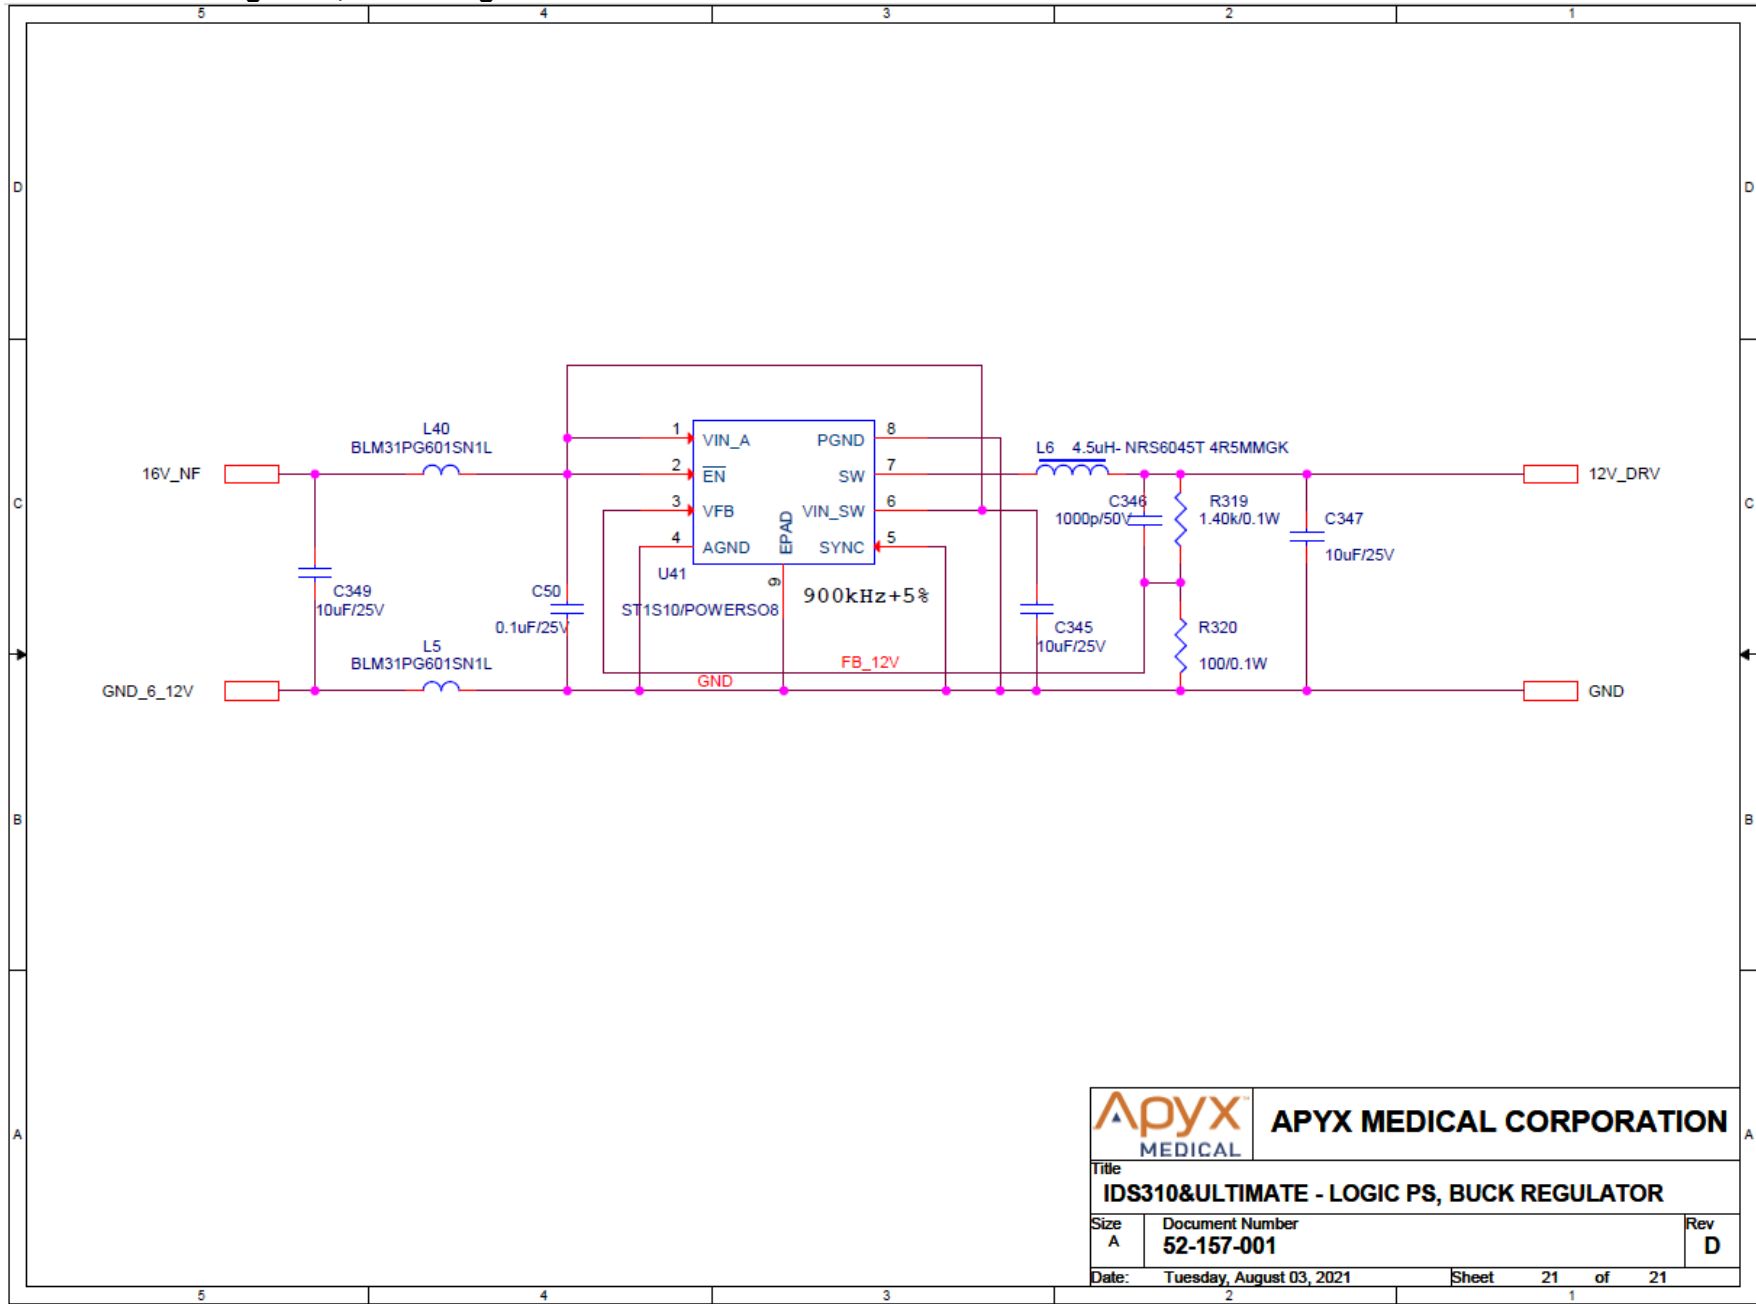 5 4 3 2 1
D D
C C
B B
A A
L40
BLM31PG601SN1L
16V_NF
C349
10uF/25V
L5
BLM31PG601SN1L
GND_6_12V
C50
0.1uF/25V
1 VIN_A
2 EN
3 VFB
4 AGND
PGND 8
SW 7
VIN_SW 6
SYNC 5
EPAD
9
U41
ST1S10/POWERSO8
900kHz+5%
FB_12V
GND
L6 4.5uH- NRS6045T 4R5MMGK
C346
1000p/50V
R319
1.40k/0.1W
C347
10uF/25V
C345
10uF/25V
R320
100/0.1W
12V_DRV
GND
Apyx
MEDICAL
APYX MEDICAL CORPORATION
Title
IDS310&ULTIMATE - LOGIC PS, BUCK REGULATOR
Size Document Number Rev
A 52-157-001 D
Date: Tuesday, August 03, 2021 Sheet 21 of 21
5 4 3 2 1